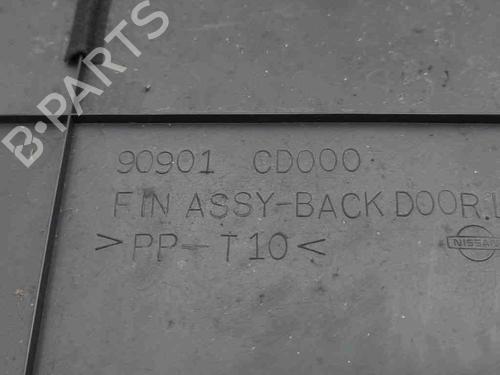 B-PARTS
90901 CD000
FIN ASSY-BACK DOOR.
>PP-T10<
NISSAN